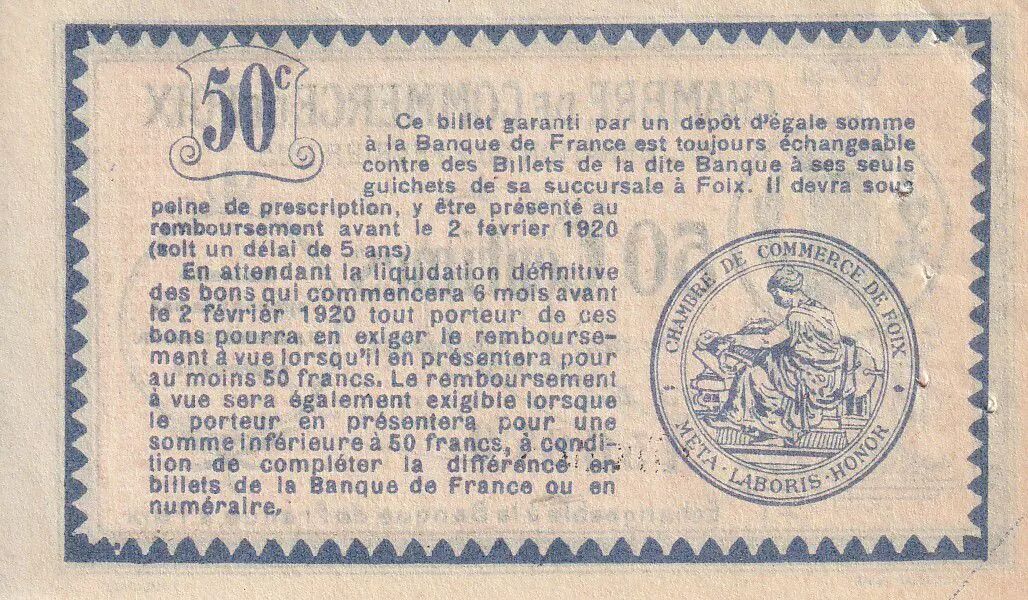 50c
Ce billet garanti par un dépôt d'égale somme
à la Banque de France est toujours échangeable
contre des Billets de la dite Banque à ses seuls
guichets de sa succursale à Foix. Il devra sous
peine de prescription, y être présenté au
remboursement avant le 2 février 1920
(soit un délai de 5 ans)
En attendant la liquidation définitive
des bons qui commencera 6 mois avant
le 2 février 1920 tout porteur de ces
bons pourra en exiger le rembourse-
ment à vue lorsqu'il en présentera pour
au moins 50 francs. Le remboursement
à vue sera également exigible lorsque
le porteur en présentera pour une
somme inférieure à 50 francs, à condi-
tion de compléter la différence en
billets de la Banque de France ou en
numéraire.
CHAMBRE DE COMMERCE DE FOIX
META · LABORIS · HONOR